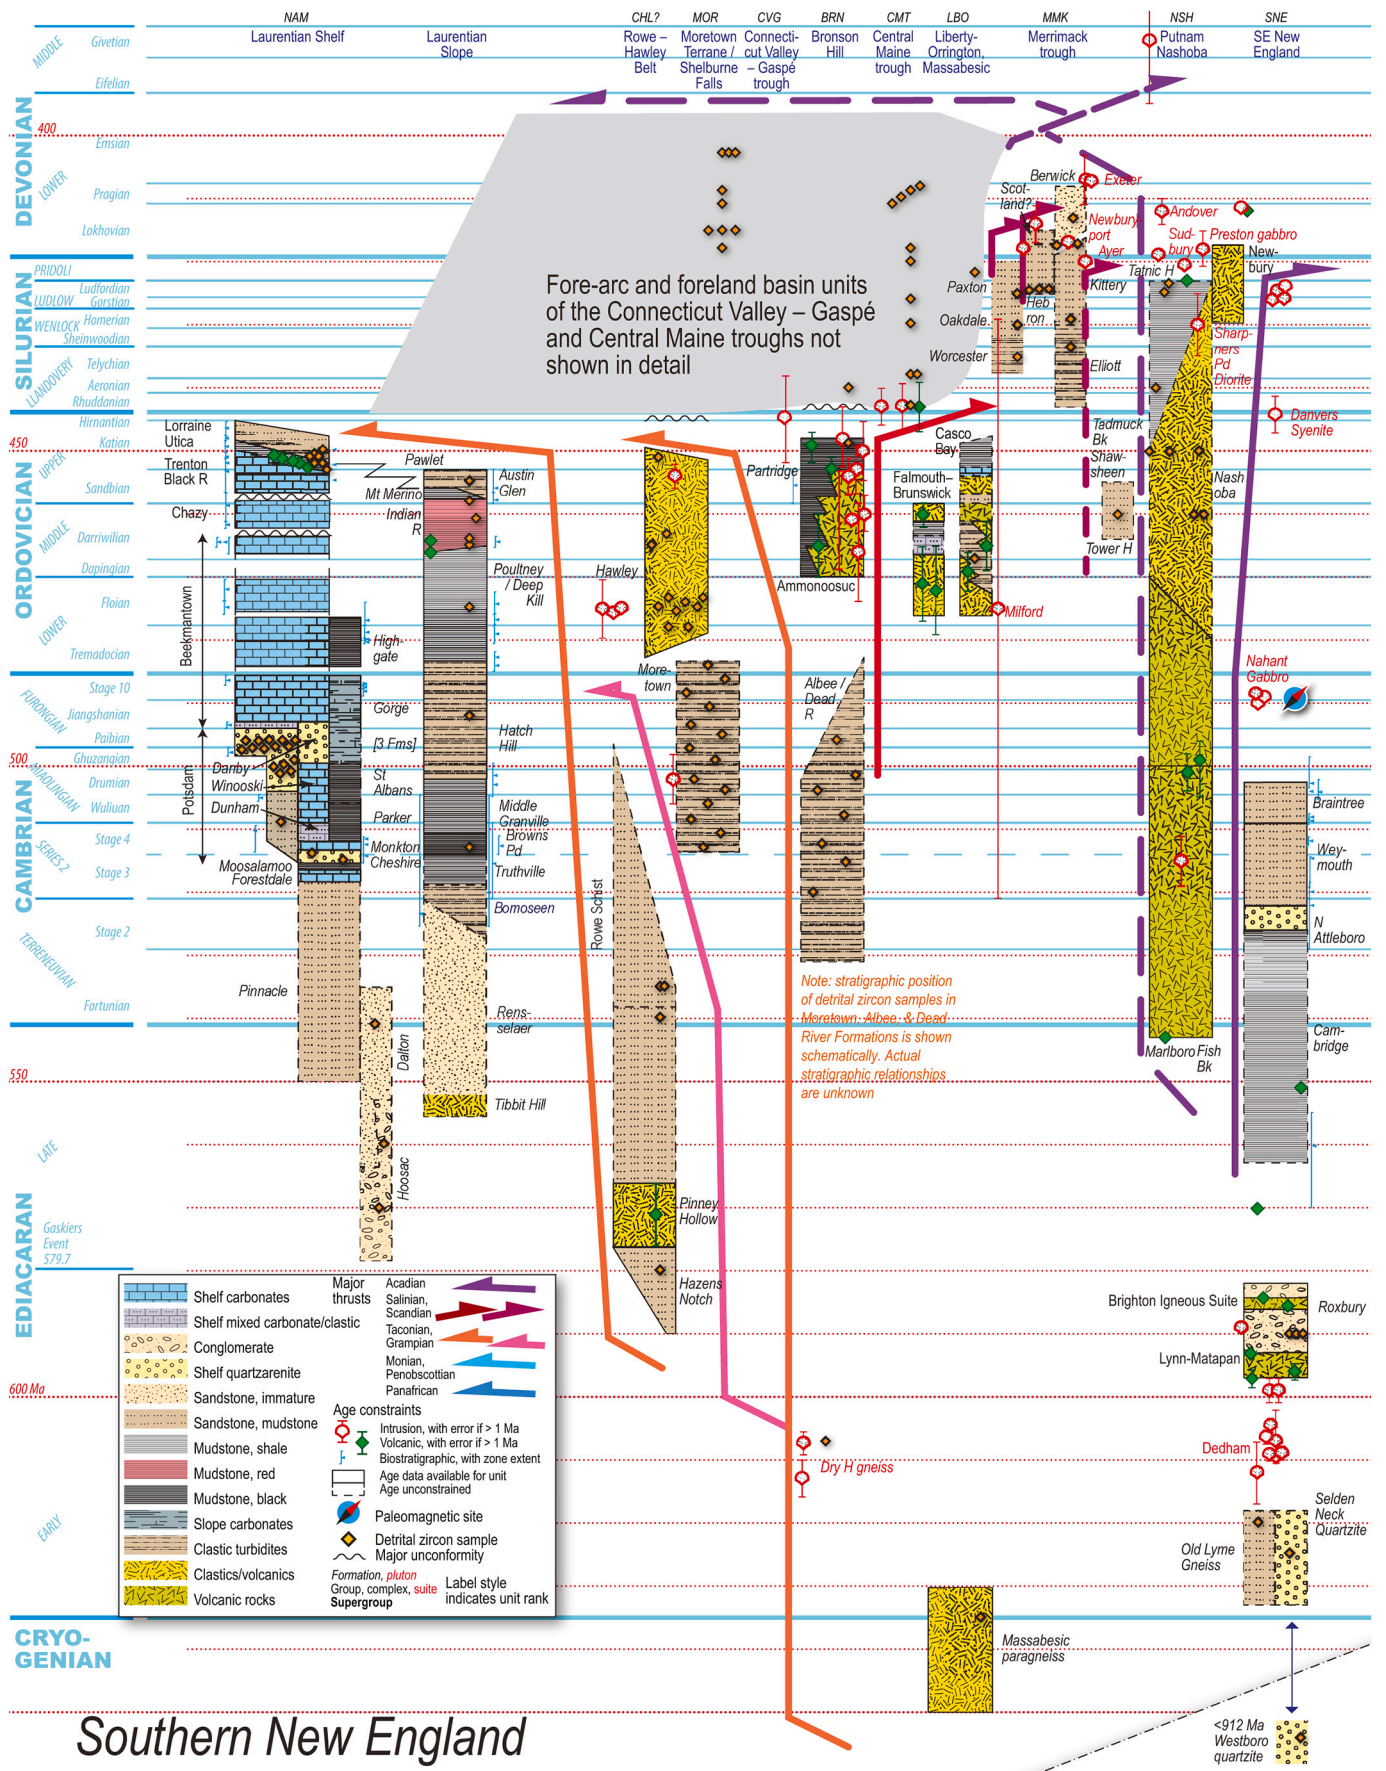 NAM
CHL?
MOR
CVG
BRN
CMT
LBO
MMK
NSH
SNE
Laurentian Shelf
Laurentian
Slope
Rowe –
Hawley
Belt
Moretown
Terrane /
Shelburne
Falls
Connecti-
cut Valley
– Gaspé
trough
Bronson
Hill
Central
Maine
trough
Liberty-
Orrington,
Massabesic
Merrimack
trough
Putnam
Nashoba
SE New
England
DEVONIAN
MIDDLE
Givetian
Eifelian
400
LOWER
Emsian
Pragian
Lokhovian
SILURIAN
PRIDOLI
LUDLOW
Ludfordian
Gorstian
WENLOCK
Homerian
Sheinwoodian
LLANDOVERY
Telychian
Aeronian
Rhuddanian
ORDOVICIAN
UPPER
Hirnantian
450
Katian
Sandbian
MIDDLE
Darriwilian
Dapingian
LOWER
Floian
Tremadocian
CAMBRIAN
FURONGIAN
Stage 10
Jiangshanian
Paibian
MIAOLINGIAN
Ghuzangian
500
Drumian
Wuliuan
SERIES 2
Stage 4
Stage 3
TERRENEUVIAN
Stage 2
Fortunian
550
EDIACARAN
LATE
Gaskiers
Event
579.7
600 Ma
EARLY
CRYO-
GENIAN
Fore-arc and foreland basin units
of the Connecticut Valley – Gaspé
and Central Maine troughs not
shown in detail
Lorraine
Utica
Trenton
Black R
Chazy
Beekmantown
Potsdam
Danby
Winooski
Dunham
Moosalamoo
Forestdale
Pinnacle
High-
gate
Gorge
[3 Fms]
St
Albans
Parker
Monkton
Cheshire
Dalton
Hoosac
Pawlet
Mt Merino
Indian
R
Austin
Glen
Poultney
/ Deep
Kill
Hatch
Hill
Middle
Granville
Browns
Pd
Truthville
Bomoseen
Rens-
selaer
Tibbit Hill
Hawley
More-
town
Rowe Schist
Pinney
Hollow
Hazens
Notch
Partridge
Ammonoosuc
Albee /
Dead
R
Note: stratigraphic position
of detrital zircon samples in
Moretown, Albee, & Dead
River Formations is shown
schematically. Actual
stratigraphic relationships
are unknown
Dry H gneiss
Casco
Bay
Falmouth–
Brunswick
Milford
Massabesic
paragneiss
Berwick
Scot-
land?
Exeter
Newbury-
port
Ayer
Paxton
Heb
ron
Oakdale
Worcester
Kittery
Elliott
Tadmuck
Bk
Shaw-
sheen
Tower H
Andover
Sud-
bury
Preston gabbro
Tatnic H
New-
bury
Sharp-
ners
Pd
Diorite
Nash
oba
Marlboro
Fish
Bk
Danvers
Syenite
Nahant
Gabbro
Braintree
Wey-
mouth
N
Attleboro
Cam-
bridge
Brighton Igneous Suite
Roxbury
Lynn-Matapan
Dedham
Selden
Neck
Quartzite
Old Lyme
Gneiss
<912 Ma
Westboro
quartzite
Shelf carbonates
Shelf mixed carbonate/clastic
Conglomerate
Shelf quartzarenite
Sandstone, immature
Sandstone, mudstone
Mudstone, shale
Mudstone, red
Mudstone, black
Slope carbonates
Clastic turbidites
Clastics/volcanics
Volcanic rocks
Major
thrusts
Acadian
Salinian,
Scandian
Taconian,
Grampian
Monian,
Penobscottian
Panafrican
Age constraints
Intrusion, with error if > 1 Ma
Volcanic, with error if > 1 Ma
Biostratigraphic, with zone extent
Age data available for unit
Age unconstrained
Paleomagnetic site
Detrital zircon sample
Major unconformity
Formation, pluton
Group, complex, suite
Supergroup
Label style
indicates unit rank
Southern New England